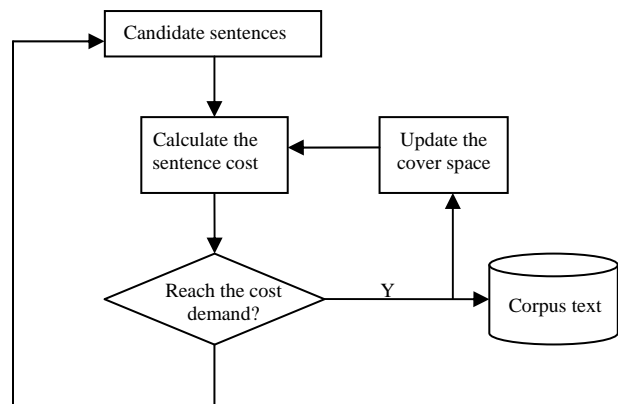 Candidate sentences
Calculate the
sentence cost
Update the
cover space
Reach the cost
demand?
Y
Corpus text